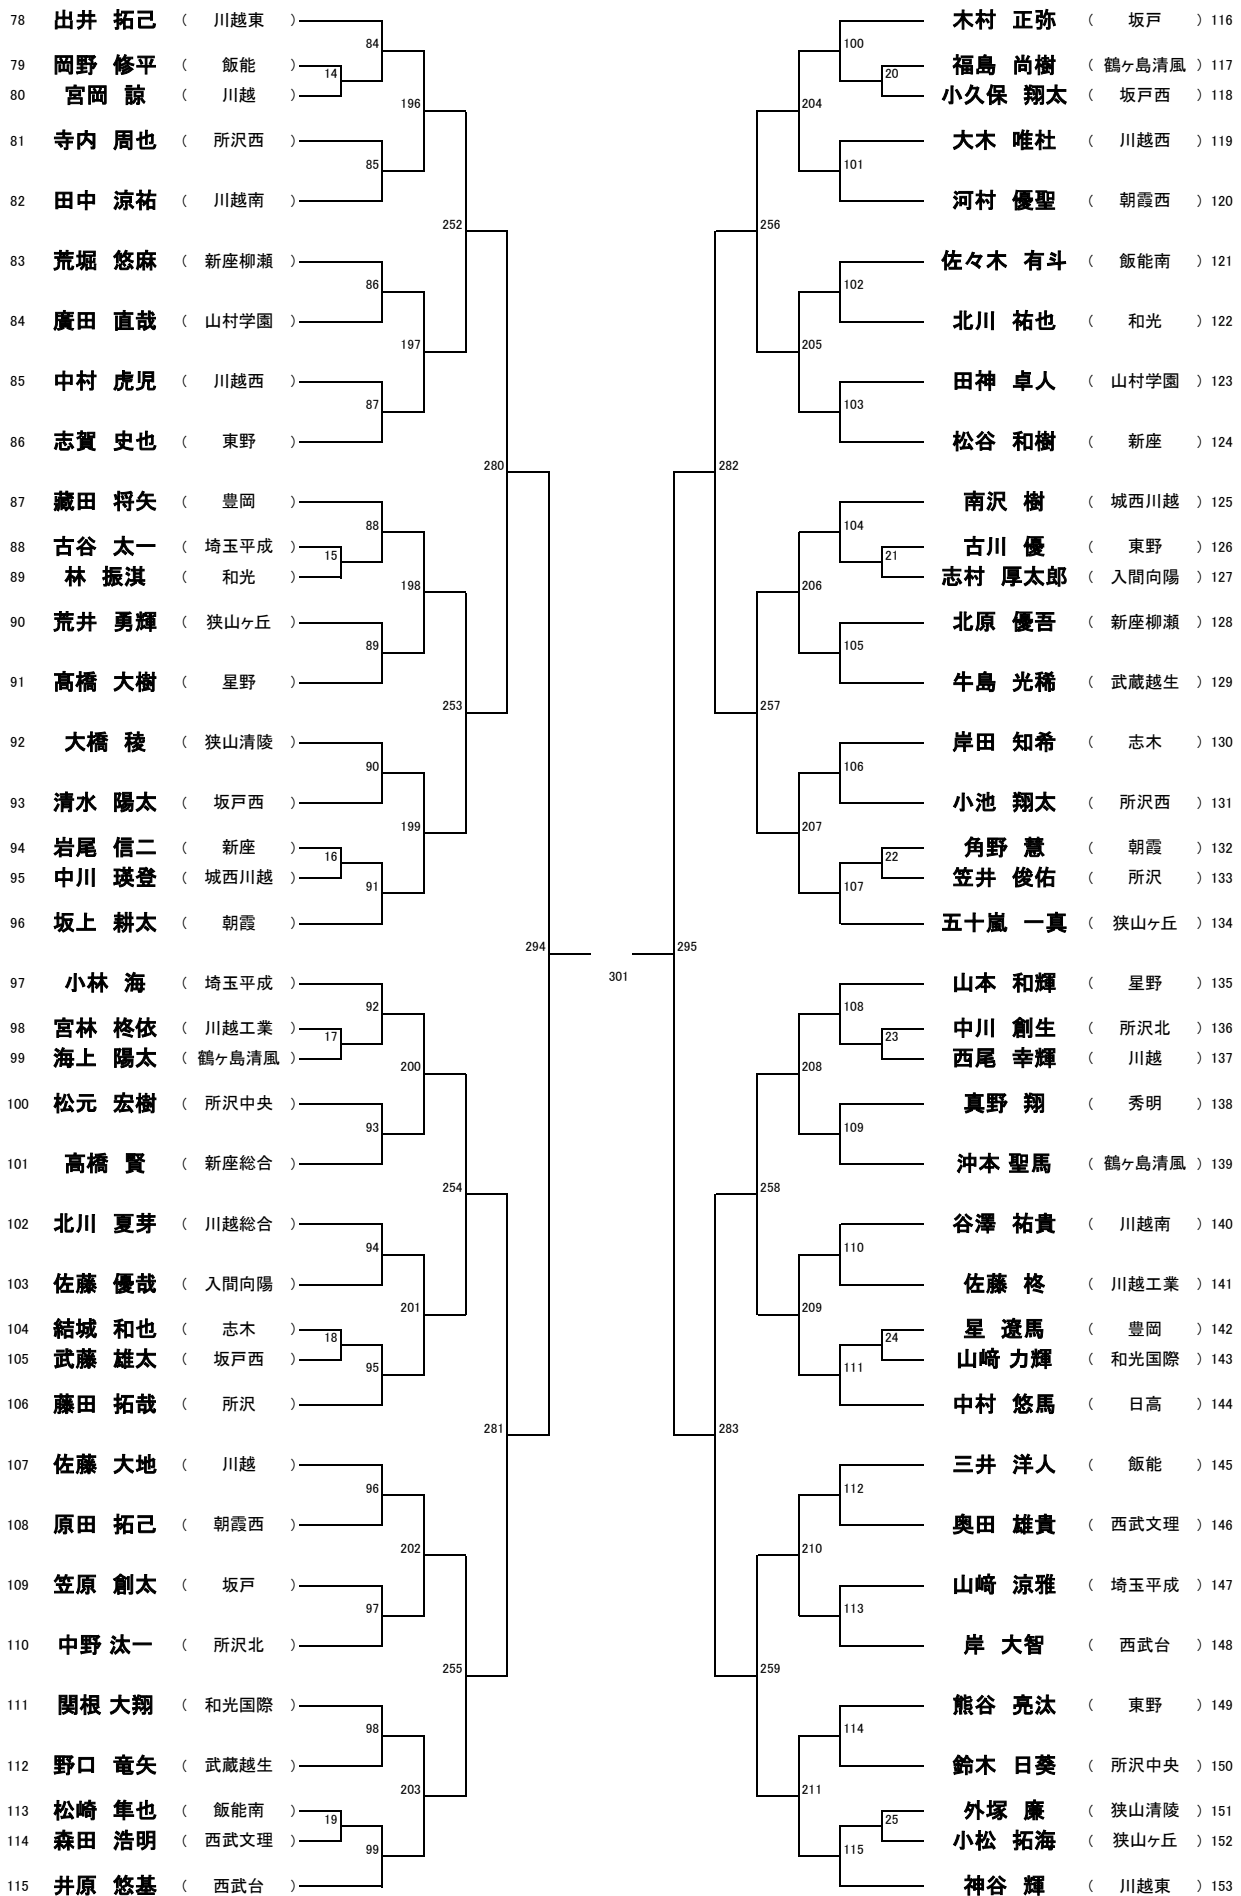 78 出井 拓己 ( 川越東 )
84
79 岡野 修平 ( 飯能 )
14
80 宮岡 諒 ( 川越 )
196
81 寺内 周也 ( 所沢西 )
85
82 田中 涼祐 ( 川越南 )
252
83 荒堀 悠麻 ( 新座柳瀬 )
86
84 廣田 直哉 ( 山村学園 )
197
85 中村 虎児 ( 川越西 )
87
86 志賀 史也 ( 東野 )
280
87 藏田 将矢 ( 豊岡 )
88
88 古谷 太一 ( 埼玉平成 )
15
89 林 振淇 ( 和光 )
198
90 荒井 勇輝 ( 狭山ヶ丘 )
89
91 高橋 大樹 ( 星野 )
253
92 大橋 稜 ( 狭山清陵 )
90
93 清水 陽太 ( 坂戸西 )
199
94 岩尾 信二 ( 新座 )
16
95 中川 瑛登 ( 城西川越 )
91
96 坂上 耕太 ( 朝霞 )
294
97 小林 海 ( 埼玉平成 )
92
98 宮林 柊依 ( 川越工業 )
17
99 海上 陽太 ( 鶴ヶ島清風 )
200
100 松元 宏樹 ( 所沢中央 )
93
101 高橋 賢 ( 新座総合 )
254
102 北川 夏芽 ( 川越総合 )
94
103 佐藤 優哉 ( 入間向陽 )
201
104 結城 和也 ( 志木 )
18
105 武藤 雄太 ( 坂戸西 )
95
106 藤田 拓哉 ( 所沢 )
281
107 佐藤 大地 ( 川越 )
96
108 原田 拓己 ( 朝霞西 )
202
109 笠原 創太 ( 坂戸 )
97
110 中野 汰一 ( 所沢北 )
255
111 関根 大翔 ( 和光国際 )
98
112 野口 竜矢 ( 武蔵越生 )
203
113 松崎 隼也 ( 飯能南 )
19
114 森田 浩明 ( 西武文理 )
99
115 井原 悠基 ( 西武台 )
301
木村 正弥 ( 坂戸 ) 116
100
福島 尚樹 ( 鶴ヶ島清風 ) 117
20
小久保 翔太 ( 坂戸西 ) 118
204
大木 唯杜 ( 川越西 ) 119
101
河村 優聖 ( 朝霞西 ) 120
256
佐々木 有斗 ( 飯能南 ) 121
102
北川 祐也 ( 和光 ) 122
205
田神 卓人 ( 山村学園 ) 123
103
松谷 和樹 ( 新座 ) 124
282
南沢 樹 ( 城西川越 ) 125
104
古川 優 ( 東野 ) 126
21
志村 厚太郎 ( 入間向陽 ) 127
206
北原 優吾 ( 新座柳瀬 ) 128
105
牛島 光稀 ( 武蔵越生 ) 129
257
岸田 知希 ( 志木 ) 130
106
小池 翔太 ( 所沢西 ) 131
207
角野 慧 ( 朝霞 ) 132
22
笠井 俊佑 ( 所沢 ) 133
107
五十嵐 一真 ( 狭山ヶ丘 ) 134
295
山本 和輝 ( 星野 ) 135
108
中川 創生 ( 所沢北 ) 136
23
西尾 幸輝 ( 川越 ) 137
208
真野 翔 ( 秀明 ) 138
109
沖本 聖馬 ( 鶴ヶ島清風 ) 139
258
谷澤 祐貴 ( 川越南 ) 140
110
佐藤 柊 ( 川越工業 ) 141
209
星 遼馬 ( 豊岡 ) 142
24
山﨑 力輝 ( 和光国際 ) 143
111
中村 悠馬 ( 日高 ) 144
283
三井 洋人 ( 飯能 ) 145
112
奥田 雄貴 ( 西武文理 ) 146
210
山﨑 涼雅 ( 埼玉平成 ) 147
113
岸 大智 ( 西武台 ) 148
259
熊谷 亮汰 ( 東野 ) 149
114
鈴木 日葵 ( 所沢中央 ) 150
211
外塚 廉 ( 狭山清陵 ) 151
25
小松 拓海 ( 狭山ヶ丘 ) 152
115
神谷 輝 ( 川越東 ) 153